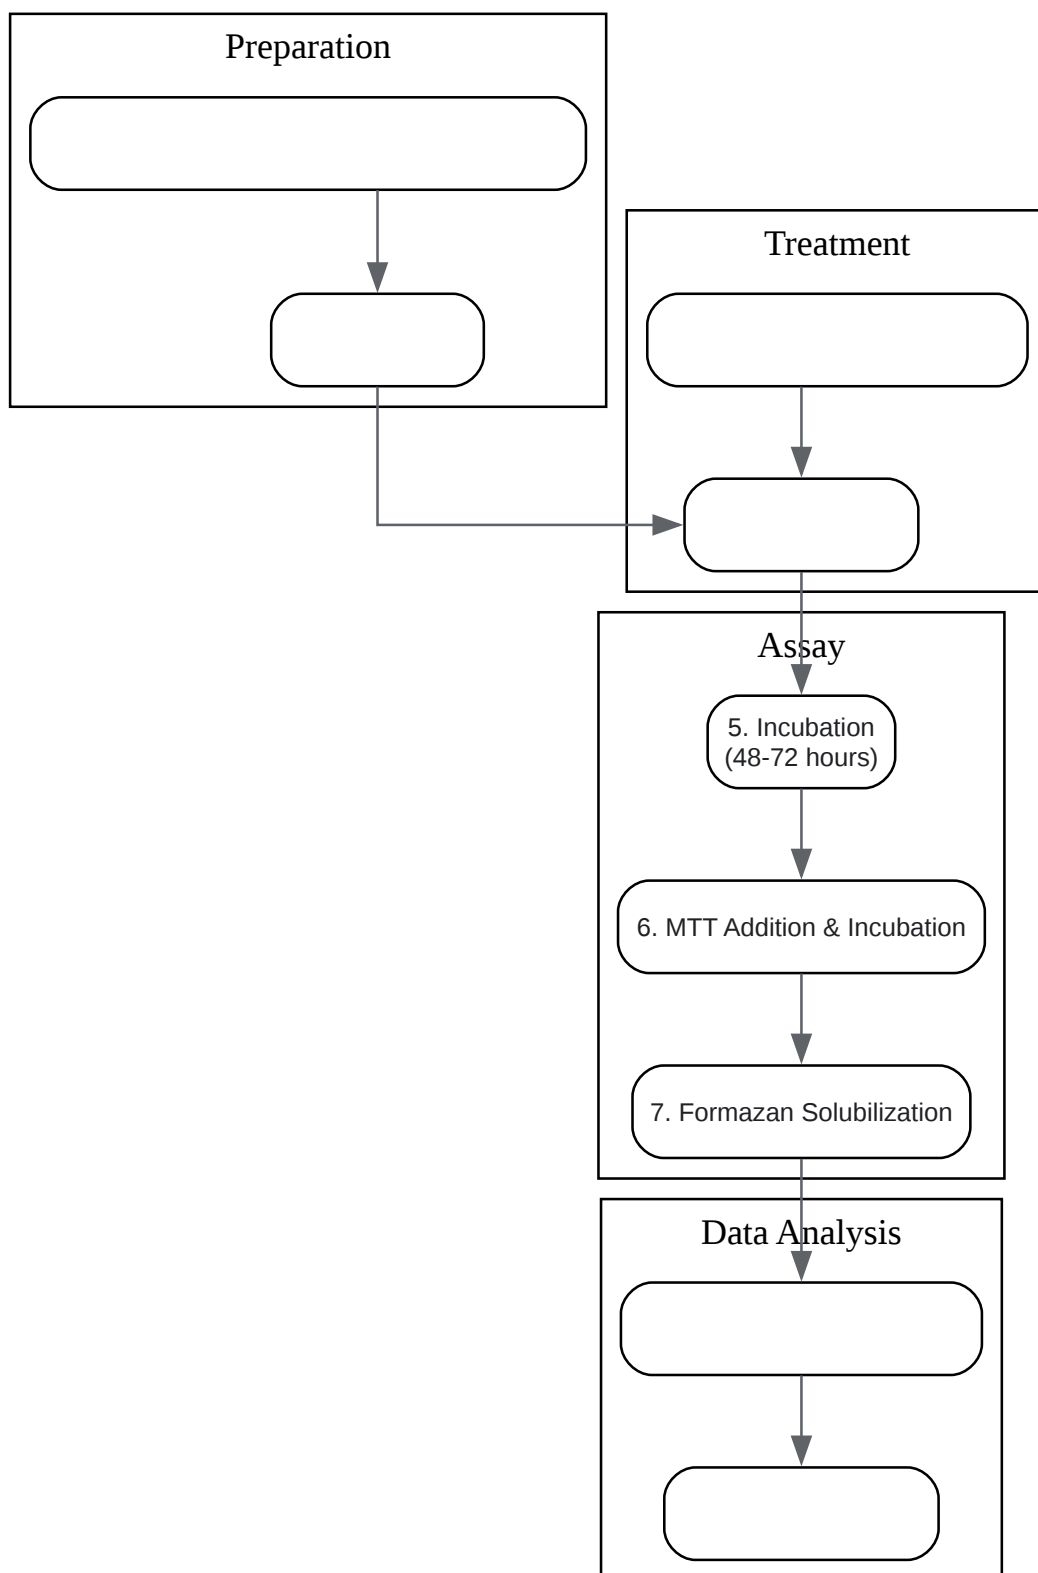 Preparation
Treatment
Assay
5. Incubation
(48-72 hours)
6. MTT Addition & Incubation
7. Formazan Solubilization
Data Analysis